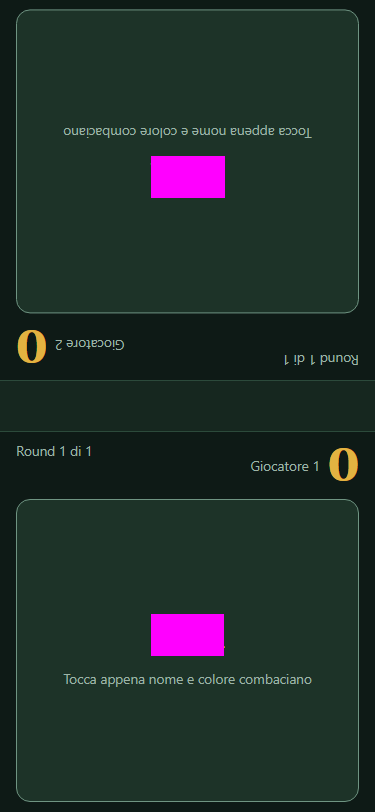 Tocca appena nome e colore combaciano
Giocatore 2 0
Round 1 di 1
Round 1 di 1
Giocatore 1 0
Tocca appena nome e colore combaciano